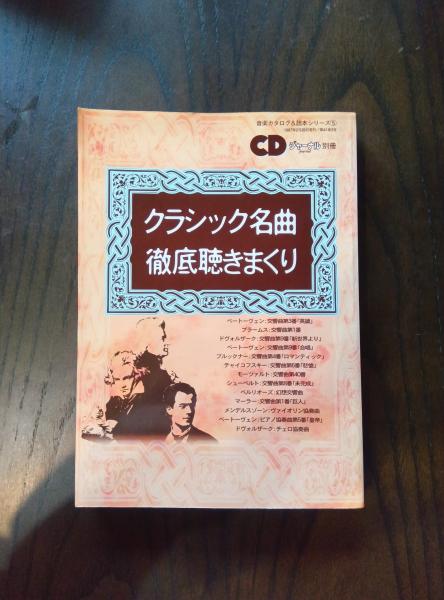 音楽カタログ&読本シリーズ⑤
CDジャーナル別冊
クラシック名曲
徹底聴きまくり
ベートーヴェン:交響曲第3番「英雄」
ブラームス:交響曲第1番
ドヴォルザーク:交響曲第9番「新世界より」
ベートーヴェン:交響曲第9番「合唱」
ブルックナー:交響曲第4番「ロマンティック」
チャイコフスキー:交響曲第6番「悲愴」
モーツァルト:交響曲第40番
シューベルト:交響曲第8番「未完成」
ベルリオーズ:幻想交響曲
マーラー:交響曲第1番「巨人」
メンデルスゾーン:ヴァイオリン協奏曲
ベートーヴェン:ピアノ協奏曲第5番「皇帝」
ドヴォルザーク:チェロ協奏曲